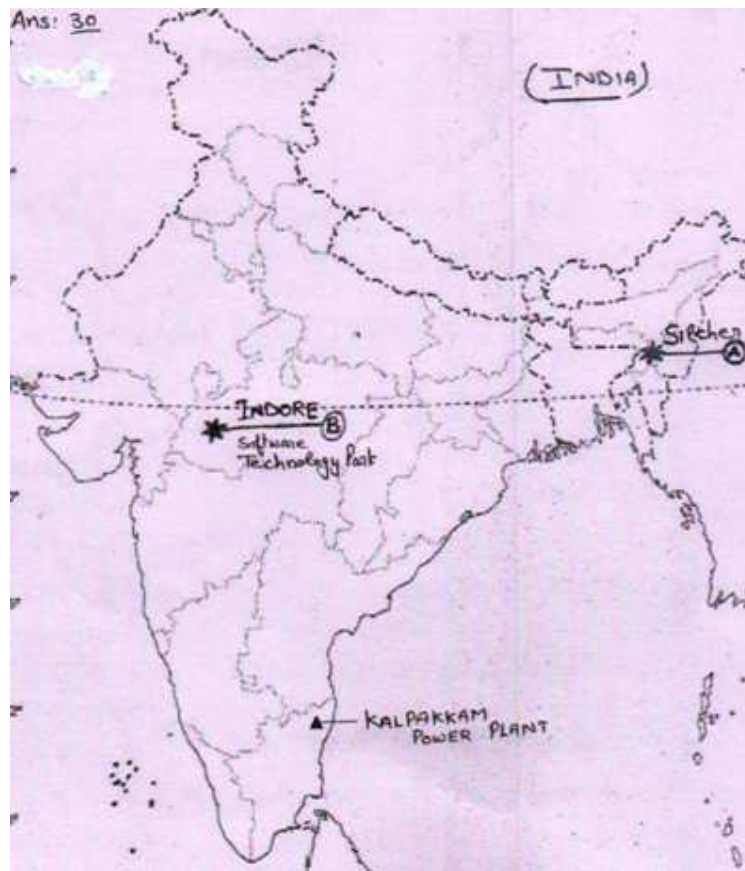 Ans: 30
(INDIA)
Silchar
A
INDORE
B
Software
Technology Park
KALPAKKAM
POWER PLANT